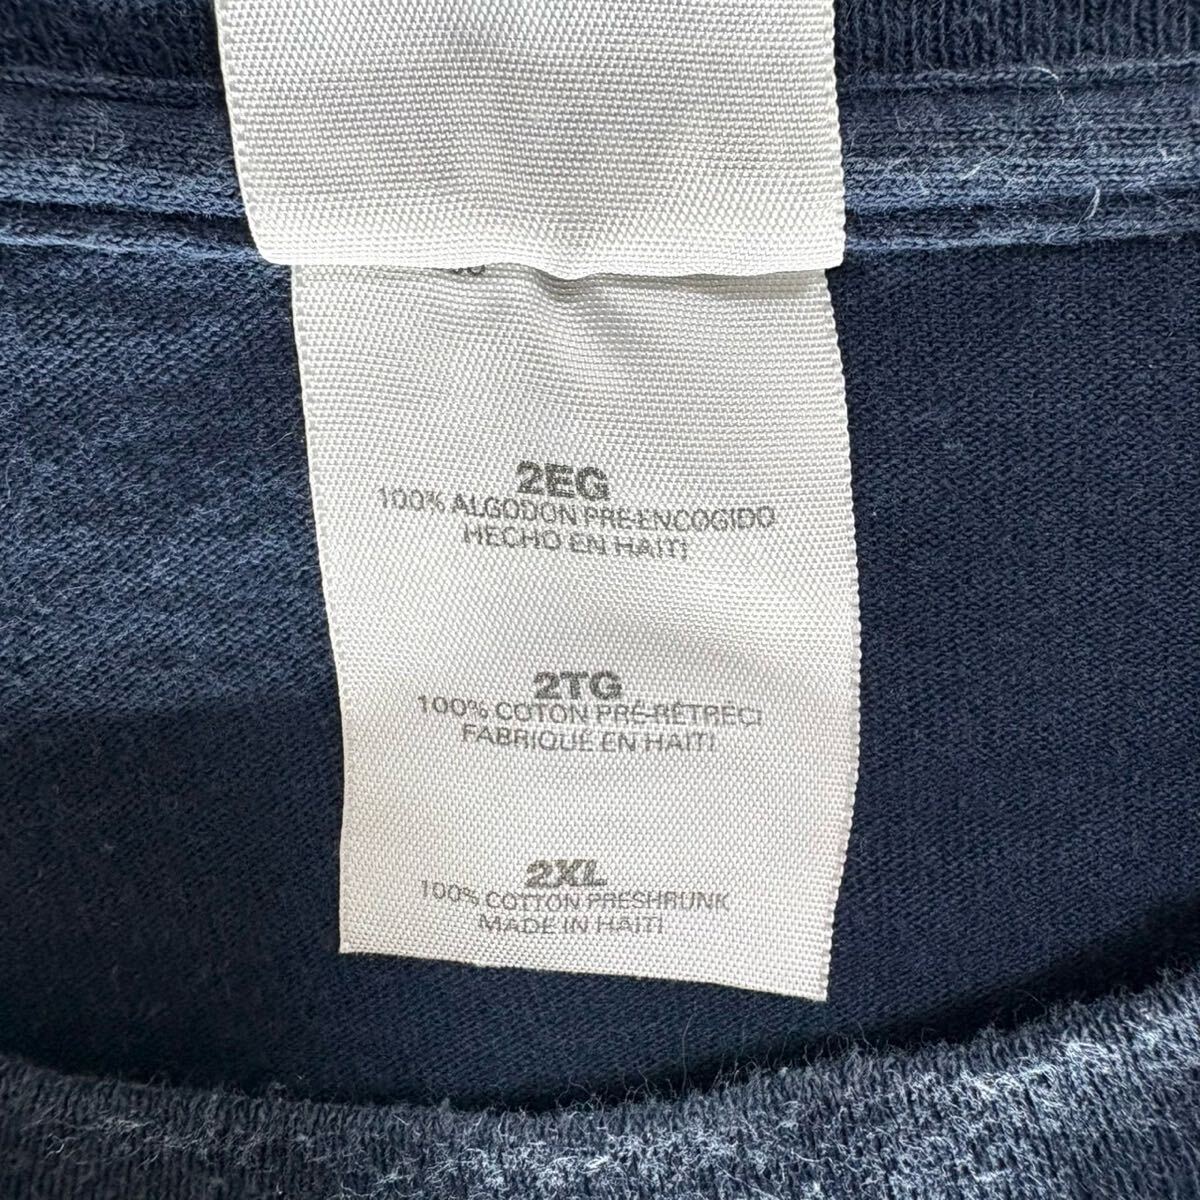 2EG
100% ALGODON PRE-ENCOGIDO
HECHO EN HAITI
2TG
100% COTON PRÉ-RÉTRECI
FABRIQUÉ EN HAITI
2XL
100% COTTON PRESHRUNK
MADE IN HAITI